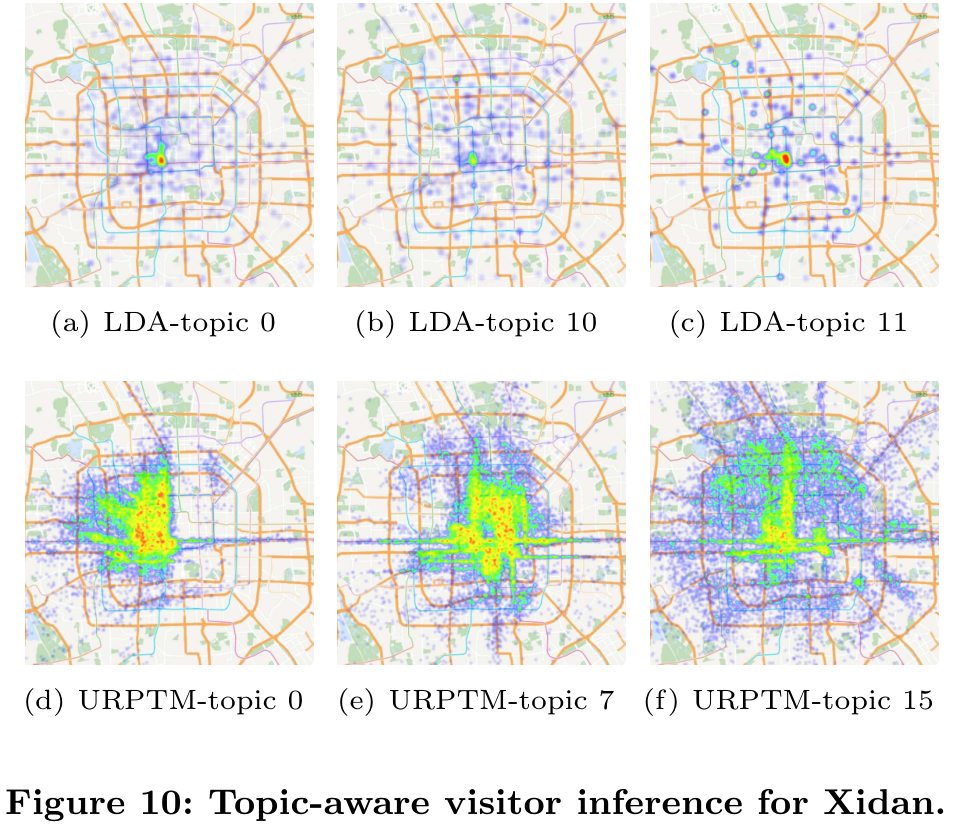 (a) LDA-topic 0
(b) LDA-topic 10
(c) LDA-topic 11
(d) URPTM-topic 0
(e) URPTM-topic 7
(f) URPTM-topic 15
Figure 10: Topic-aware visitor inference for Xidan.